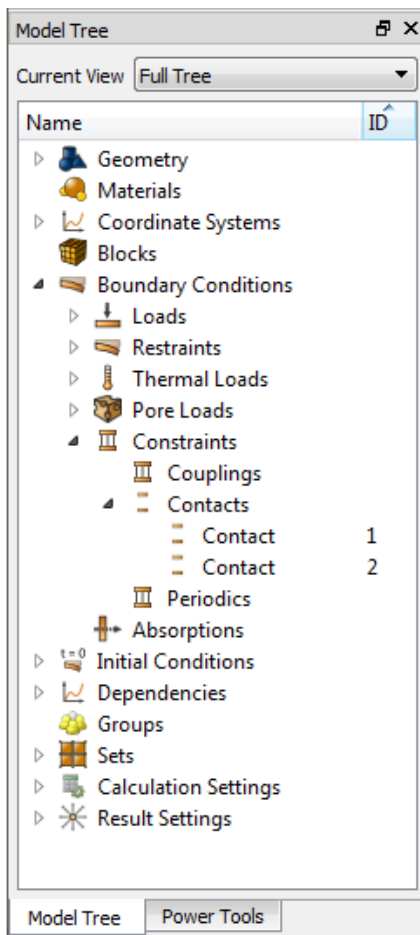 Model Tree
Current View Full Tree
Name ID
Geometry
Materials
Coordinate Systems
Blocks
Boundary Conditions
Loads
Restraints
Thermal Loads
Pore Loads
Constraints
Couplings
Contacts
Contact 1
Contact 2
Periodics
Absorptions
t=0 Initial Conditions
Dependencies
Groups
Sets
Calculation Settings
Result Settings
Model Tree Power Tools